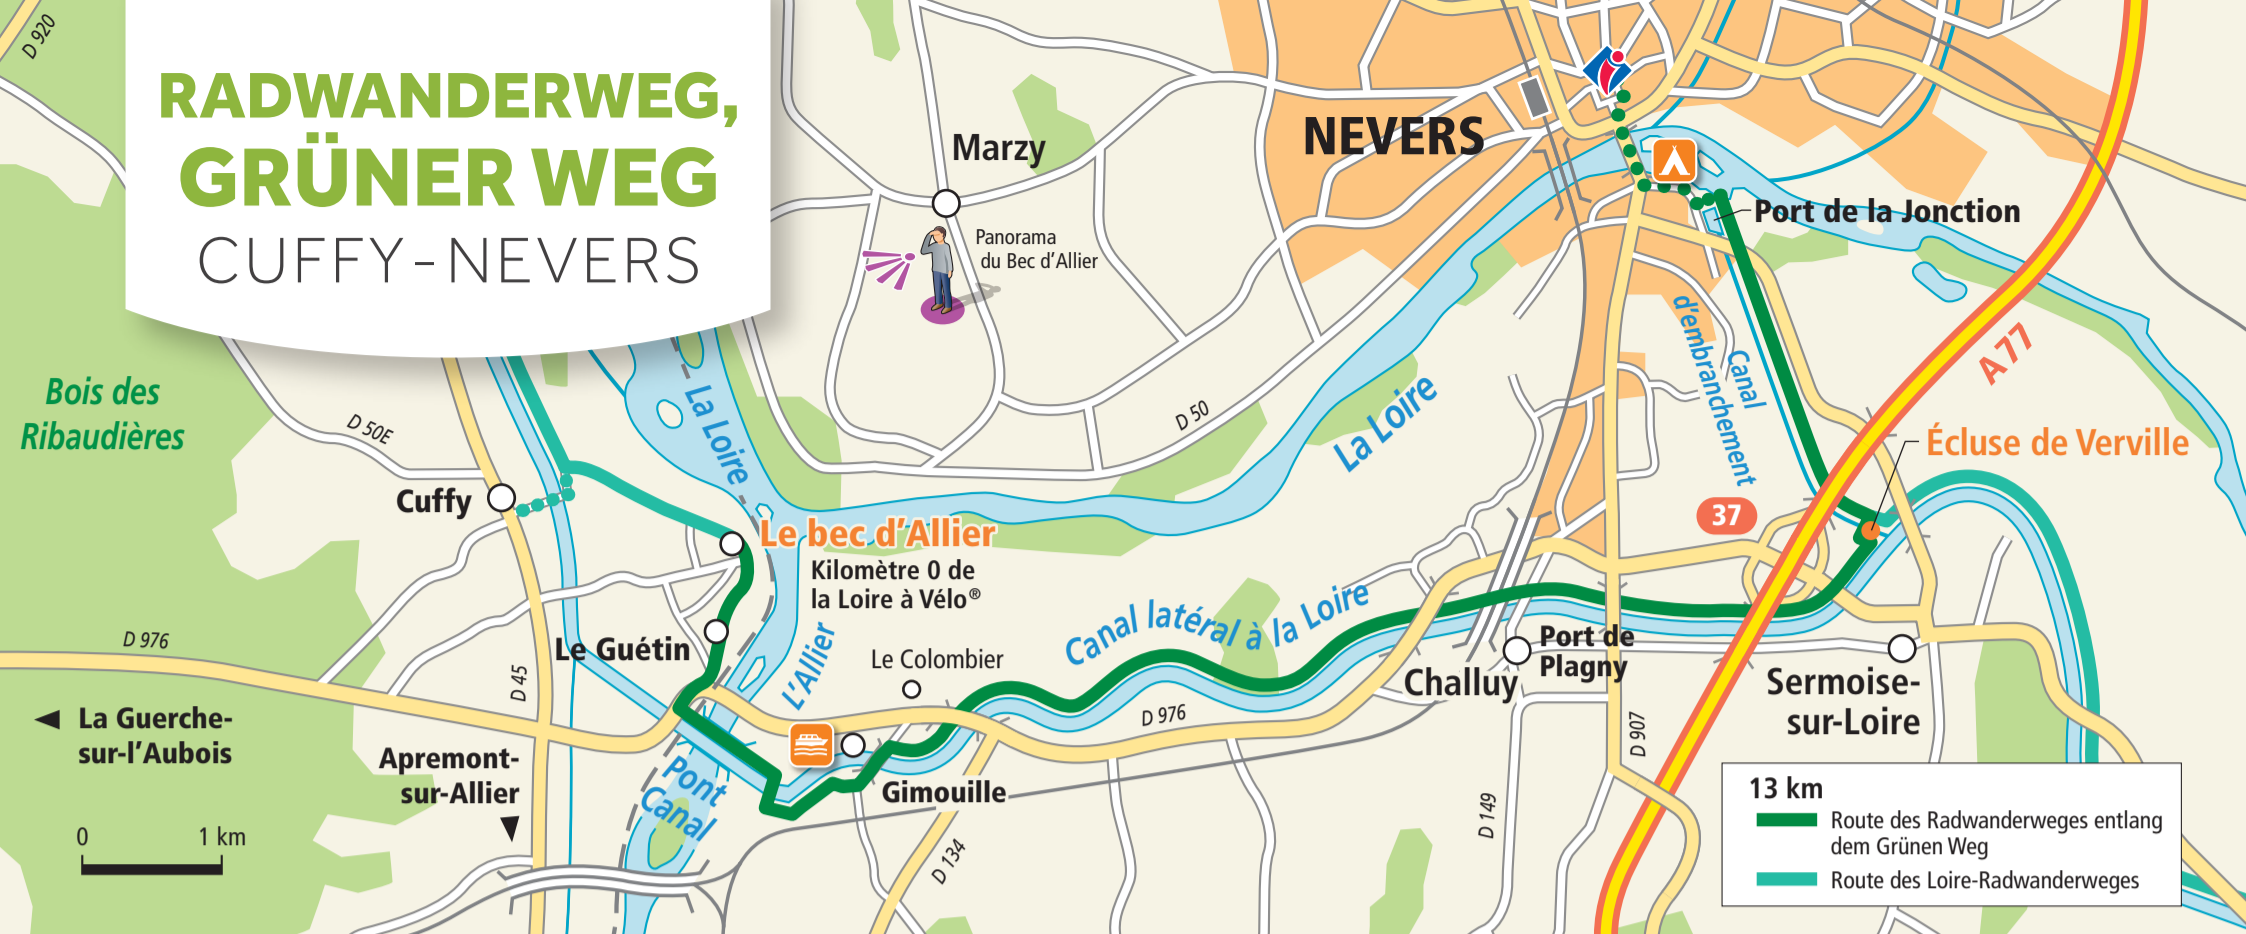 D 920
RADWANDERWEG,
GRÜNER WEG
CUFFY-NEVERS
Marzy
Panorama
du Bec d'Allier
NEVERS
Port de la Jonction
A 77
Canal
d'embranchement
Écluse de Verville
37
Bois des
Ribaudières
D 50E
Cuffy
La Loire
D 50
La Loire
Le bec d'Allier
Kilomètre 0 de
la Loire à Vélo®
D 976
Le Guétin
L'Allier
Le Colombier
Canal latéral à la Loire
D 45
La Guerche-
sur-l'Aubois
Apremont-
sur-Allier
Pont
Canal
Gimouille
D 976
D 134
Challuy
Port de
Plagny
D 907
D 149
Sermoise-
sur-Loire
0 1 km
13 km
Route des Radwanderweges entlang
dem Grünen Weg
Route des Loire-Radwanderweges